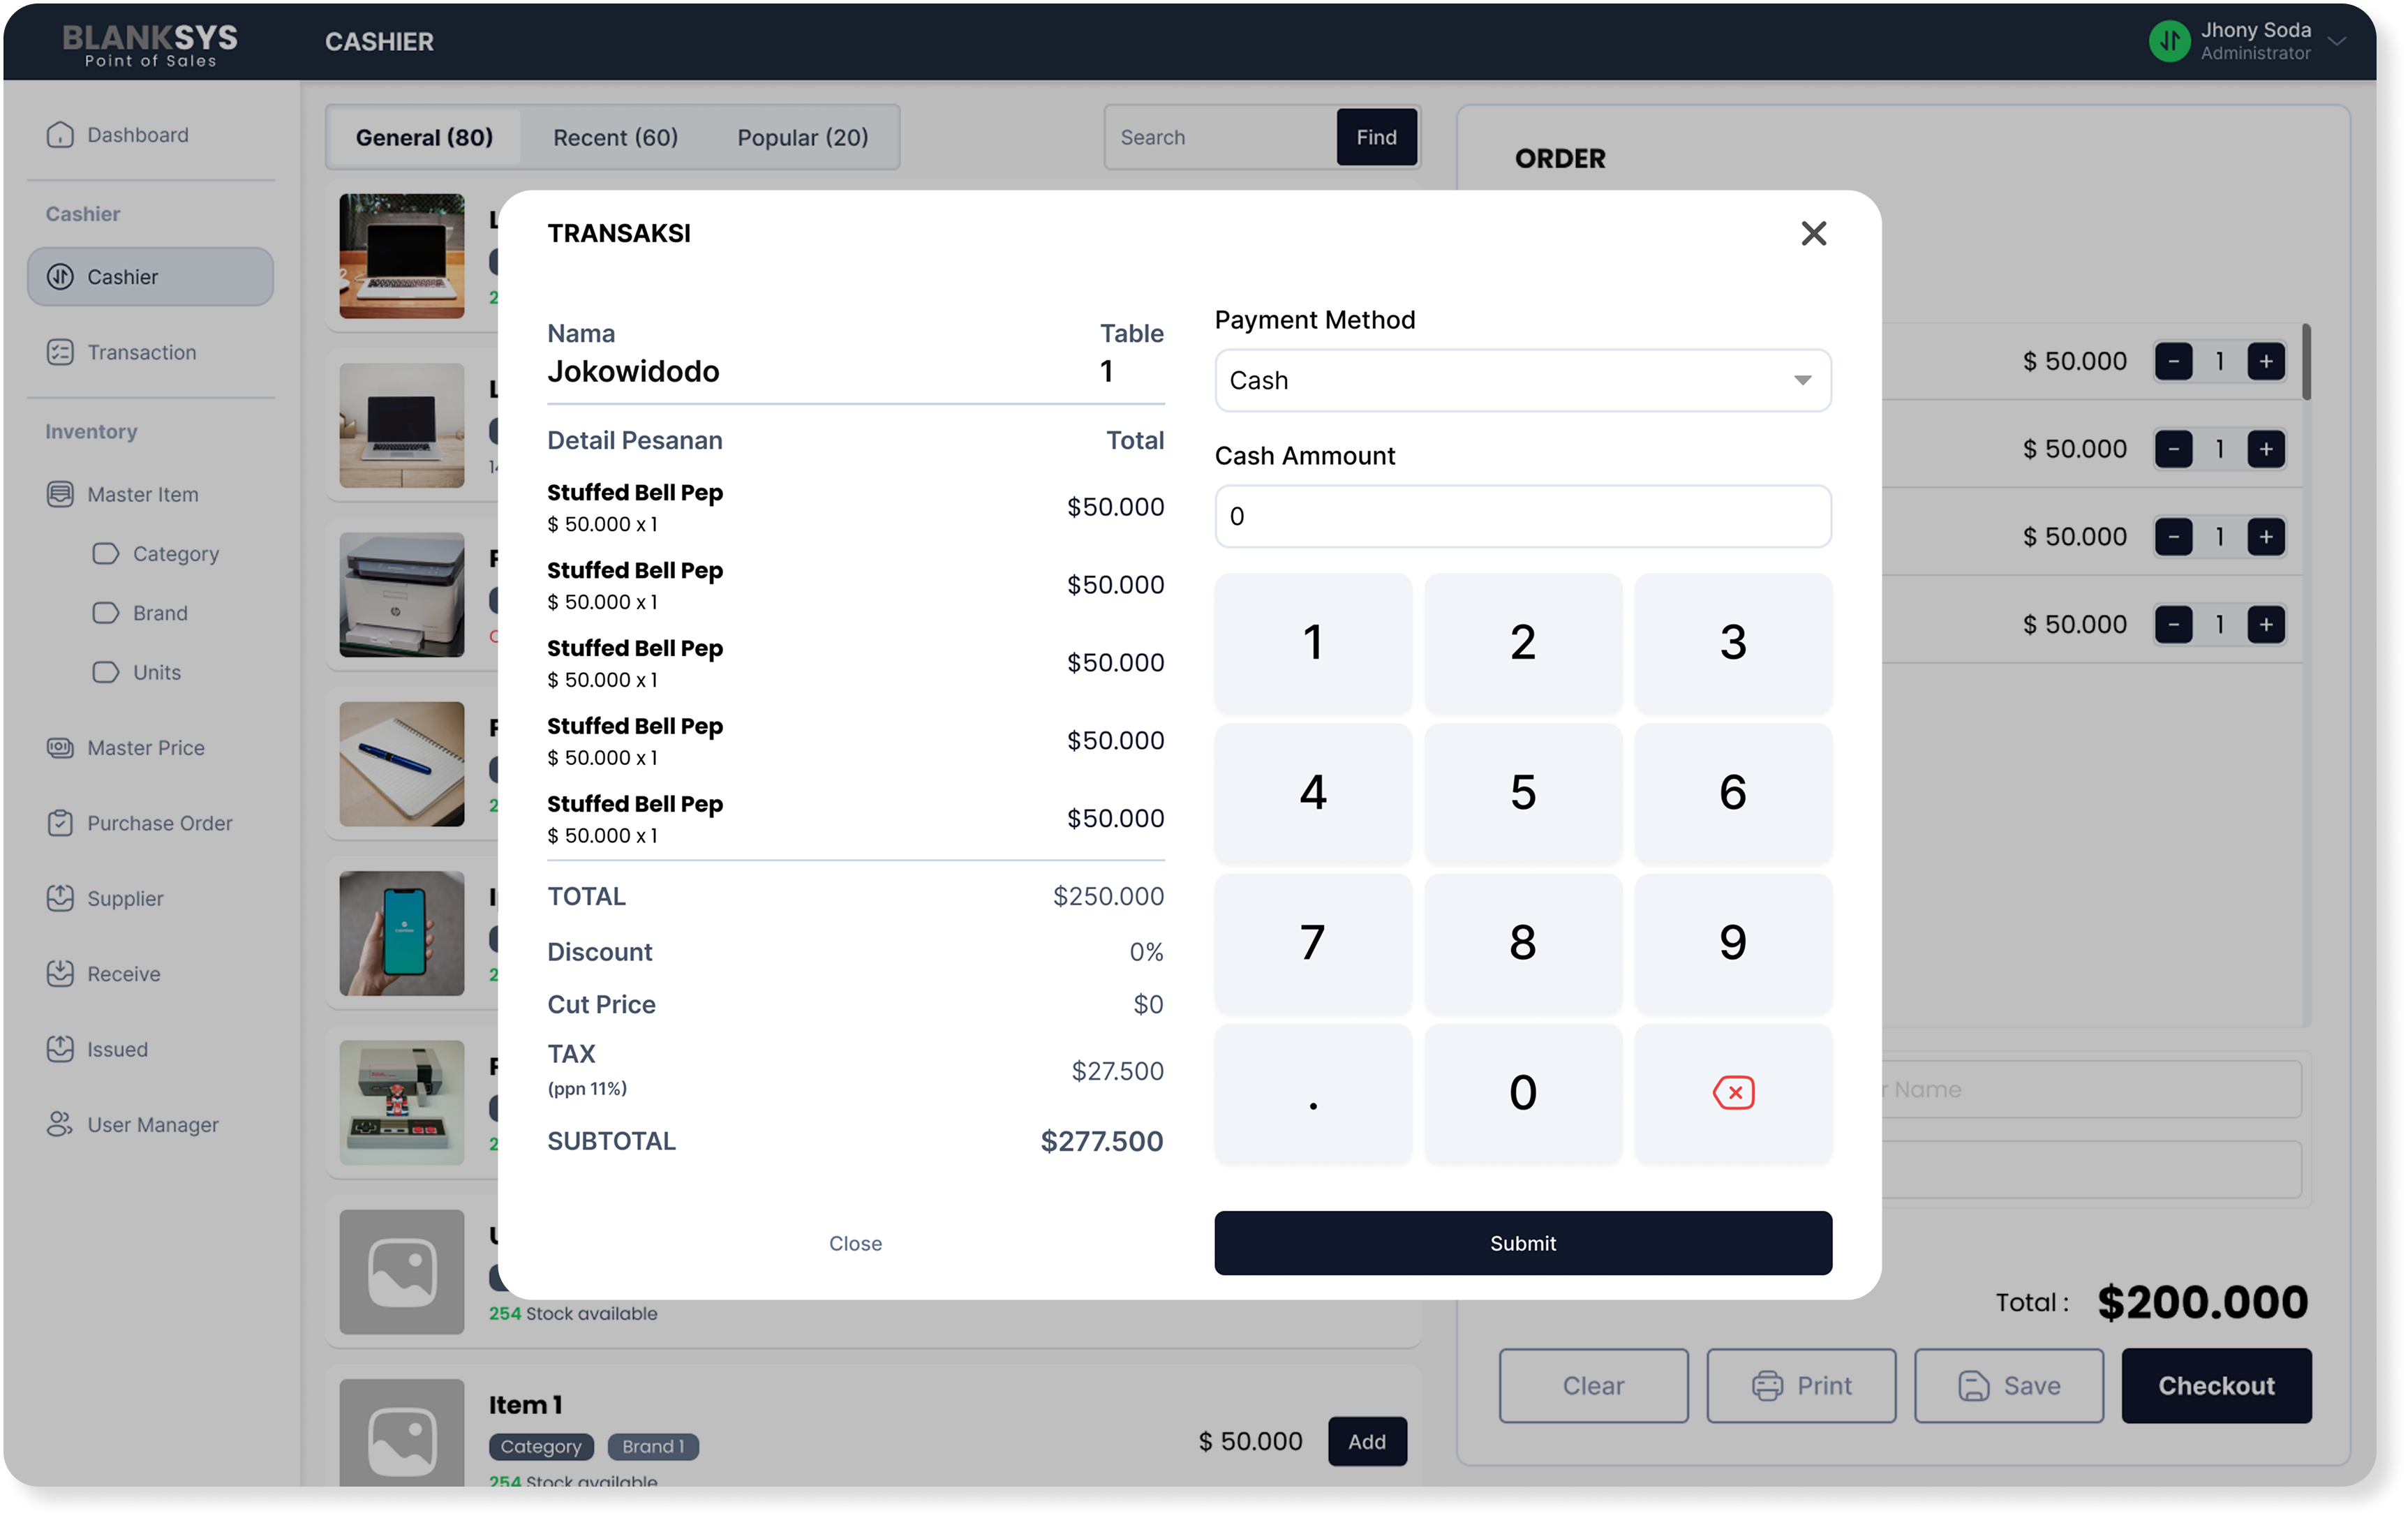 BLANKSYS
Point of Sales
CASHIER
Jhony Soda
Administrator
Dashboard
Cashier
Cashier
Transaction
Inventory
Master Item
Category
Brand
Units
Master Price
Purchase Order
Supplier
Receive
Issued
User Manager
General (80)
Recent (60)
Popular (20)
Search
Find
254 Stock available
Item 1
Category
Brand 1
254 Stock available
$ 50.000
Add
TRANSAKSI
Nama
Table
Jokowidodo
1
Detail Pesanan
Total
Stuffed Bell Pep
$ 50.000 x 1
$50.000
Stuffed Bell Pep
$ 50.000 x 1
$50.000
Stuffed Bell Pep
$ 50.000 x 1
$50.000
Stuffed Bell Pep
$ 50.000 x 1
$50.000
Stuffed Bell Pep
$ 50.000 x 1
$50.000
TOTAL
$250.000
Discount
0%
Cut Price
$0
TAX
(ppn 11%)
$27.500
SUBTOTAL
$277.500
Close
Payment Method
Cash
Cash Ammount
0
1
2
3
4
5
6
7
8
9
.
0
Submit
ORDER
$ 50.000
-
1
+
$ 50.000
-
1
+
$ 50.000
-
1
+
$ 50.000
-
1
+
Name
Total :
$200.000
Clear
Print
Save
Checkout